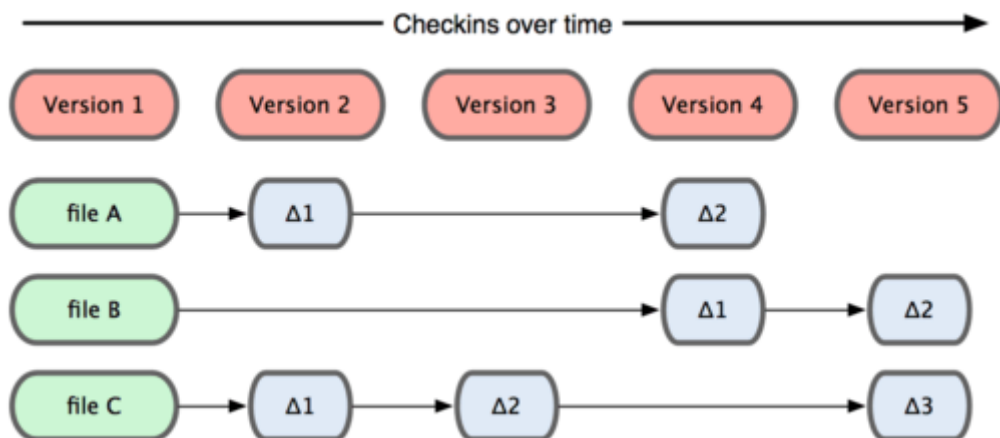 Checkins over time
Version 1 Version 2 Version 3 Version 4 Version 5
file A Δ1 Δ2
file B Δ1 Δ2
file C Δ1 Δ2 Δ3